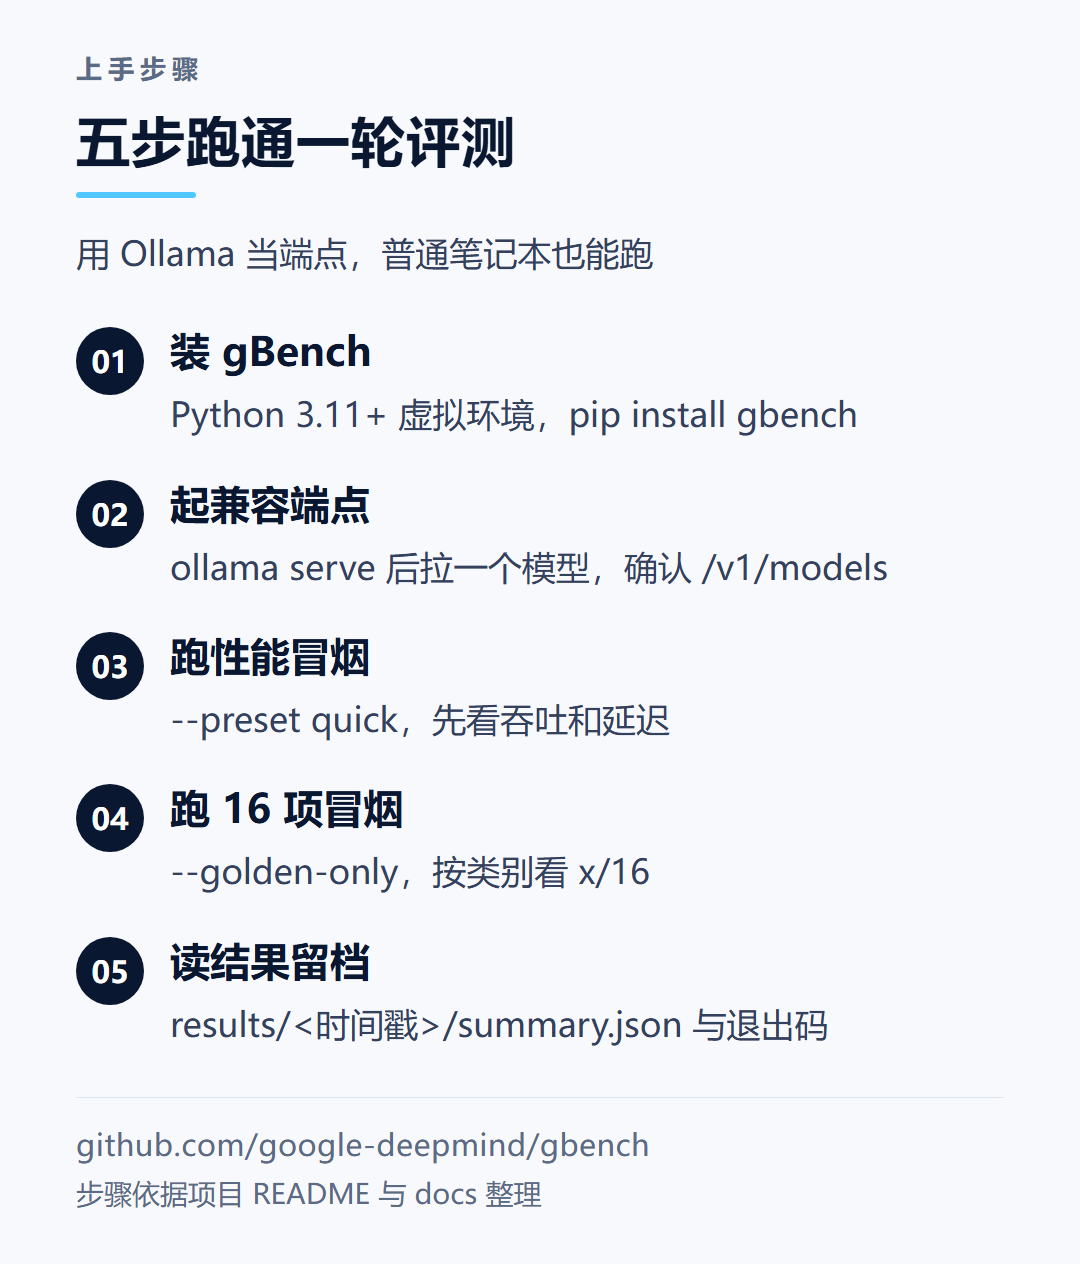 上手步骤
五步跑通一轮评测
用 Ollama 当端点，普通笔记本也能跑
01
装 gBench
Python 3.11+ 虚拟环境，pip install gbench
02
起兼容端点
ollama serve 后拉一个模型，确认 /v1/models
03
跑性能冒烟
--preset quick，先看吞吐和延迟
04
跑 16 项冒烟
--golden-only，按类别看 x/16
05
读结果留档
results/<时间戳>/summary.json 与退出码
github.com/google-deepmind/gbench
步骤依据项目 README 与 docs 整理